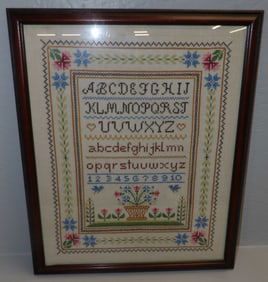 ABCDEFGHIJ
KLMNOPQRST
UVWXYZ
abcdefghijklmn
opqrstuvwxyz
12345678910